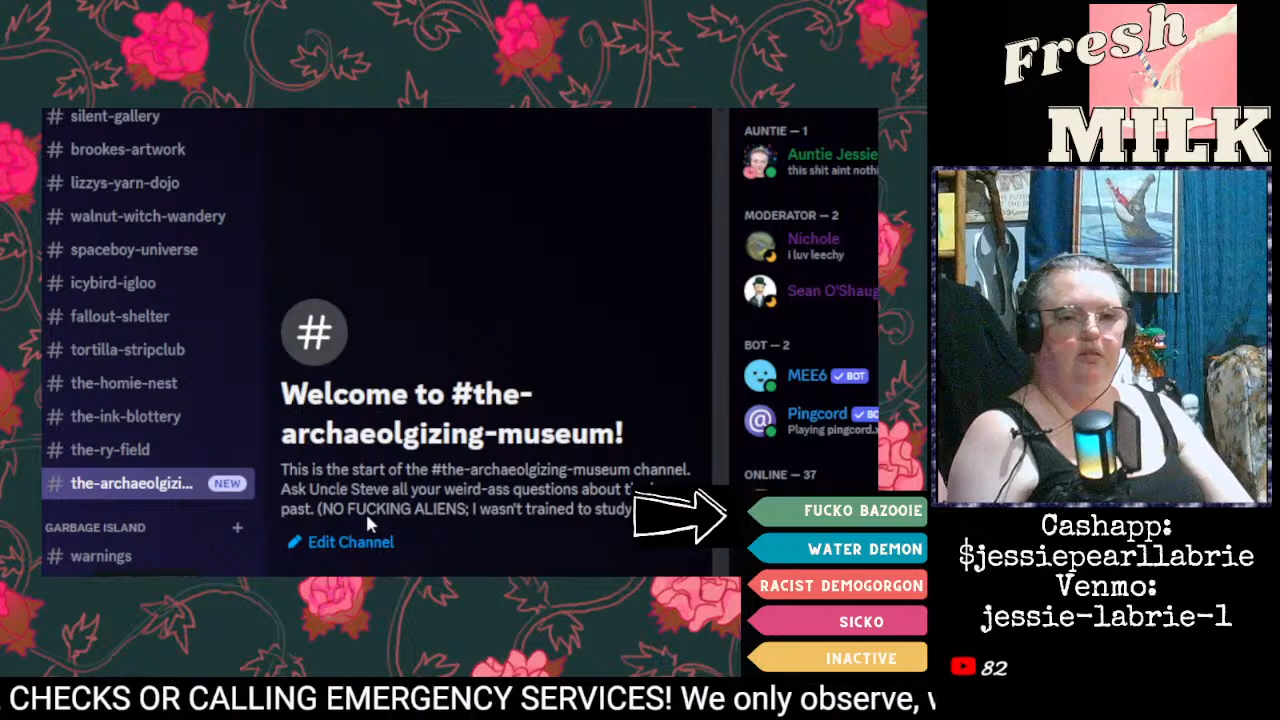 # silent-gallery
# brookes-artwork
# lizzys-yarn-dojo
# walnut-witch-wandery
# spaceboy-universe
# icybird-igloo
# fallout-shelter
# tortilla-stripclub
# the-homie-nest
# the-ink-blottery
# the-ry-field
# the-archaeolgizi... NEW
GARBAGE ISLAND +
# warnings
#
Welcome to #the-
archaeolgizing-museum!
This is the start of the #the-archaeolgizing-museum channel.
Ask Uncle Steve all your weird-ass questions about
past. (NO FUCKING ALIENS; I wasn't trained to study
Edit Channel
AUNTIE — 1
Auntie Jessie
this shit aint
MODERATOR — 2
Nichole
i luv leechy
Sean O'Shaug
BOT — 2
MEE6 ✓ BOT
Pingcord ✓
Playing pingcord.
ONLINE — 37
FUCKO BAZOOIE
WATER DEMON
RACIST DEMOGORGON
SICKO
INACTIVE
Fresh
MILK
Cashapp:
$jessiepearllabrie
Venmo:
jessie-labrie-1
82
CHECKS OR CALLING EMERGENCY SERVICES! We only observe,